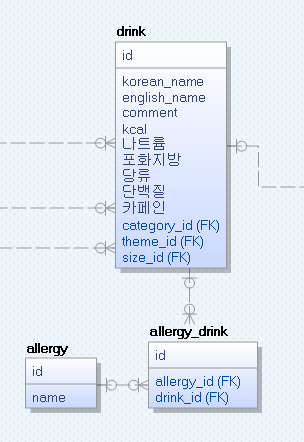 drink
id
korean_name
english_name
comment
kcal
나트륨
포화지방
당류
단백질
카페인
category_id (FK)
theme_id (FK)
size_id (FK)
allergy
id
name
allergy_drink
id
allergy_id (FK)
drink_id (FK)